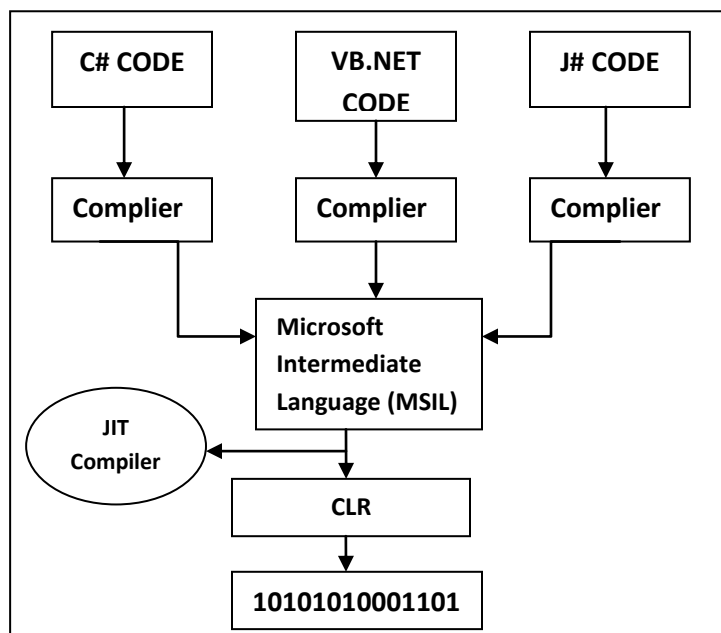 C# CODE
VB.NET
CODE
J# CODE
Complier
Complier
Complier
Microsoft
Intermediate
Language (MSIL)
JIT
Compiler
CLR
10101010001101